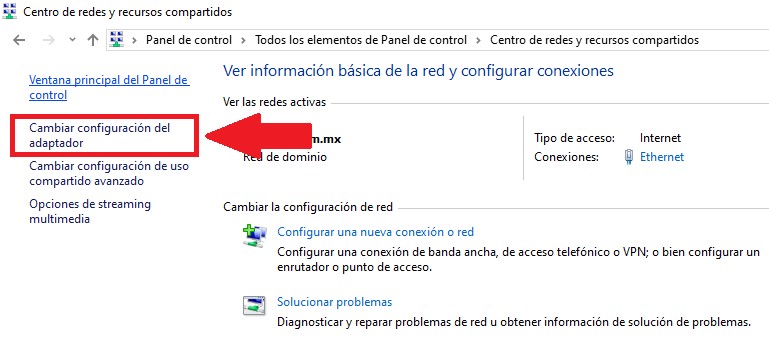 Centro de redes y recursos compartidos
Panel de control > Todos los elementos de Panel de control > Centro de redes y recursos compartidos
Ventana principal del Panel de
control
Cambiar configuración del
adaptador
Cambiar configuración de uso
compartido avanzado
Opciones de streaming
multimedia
Ver información básica de la red y configurar conexiones
Ver las redes activas
m.mx
Red de dominio
Tipo de acceso: Internet
Conexiones: Ethernet
Cambiar la configuración de red
Configurar una nueva conexión o red
Configurar una conexión de banda ancha, de acceso telefónico o VPN; o bien configurar un
enrutador o punto de acceso.
Solucionar problemas
Diagnosticar y reparar problemas de red u obtener información de solución de problemas.